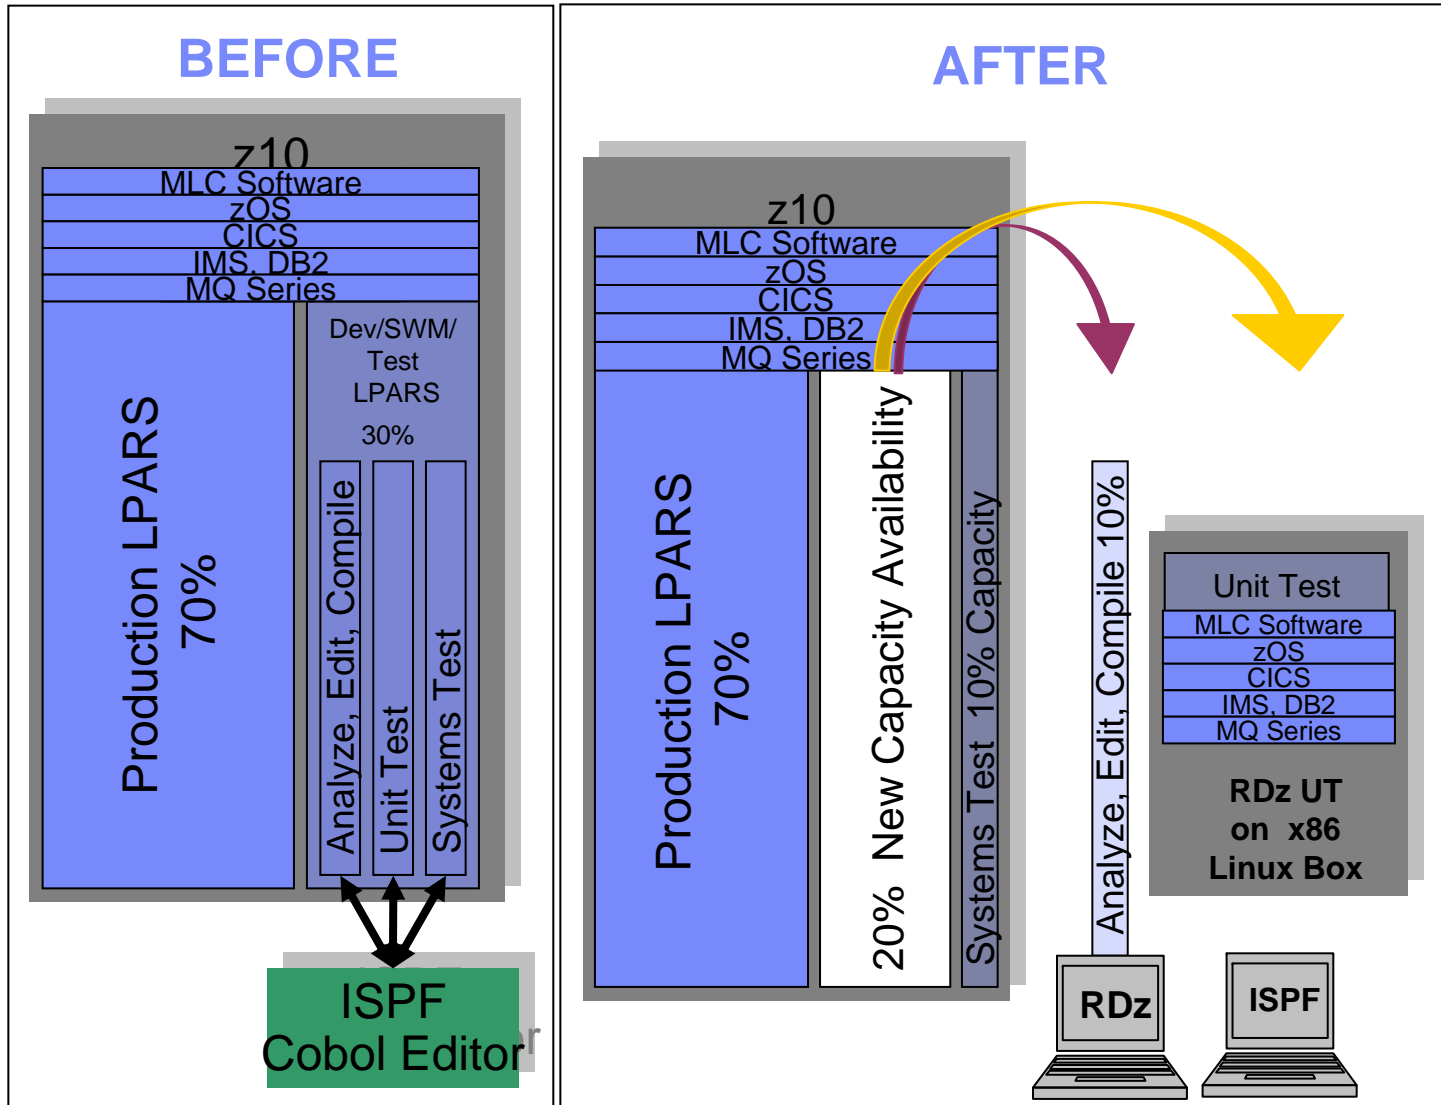 BEFORE
z10
MLC Software
zOS
CICS
IMS, DB2
MQ Series
Production LPARS
70%
Dev/SWM/
Test
LPARS
30%
Analyze, Edit, Compile
Unit Test
Systems Test
ISPF
Cobol Editor
AFTER
z10
MLC Software
zOS
CICS
IMS, DB2
MQ Series
Production LPARS
70%
20% New Capacity Availability
Systems Test 10% Capacity
Analyze, Edit, Compile 10%
Unit Test
MLC Software
zOS
CICS
IMS, DB2
MQ Series
RDz UT
on x86
Linux Box
RDz
ISPF